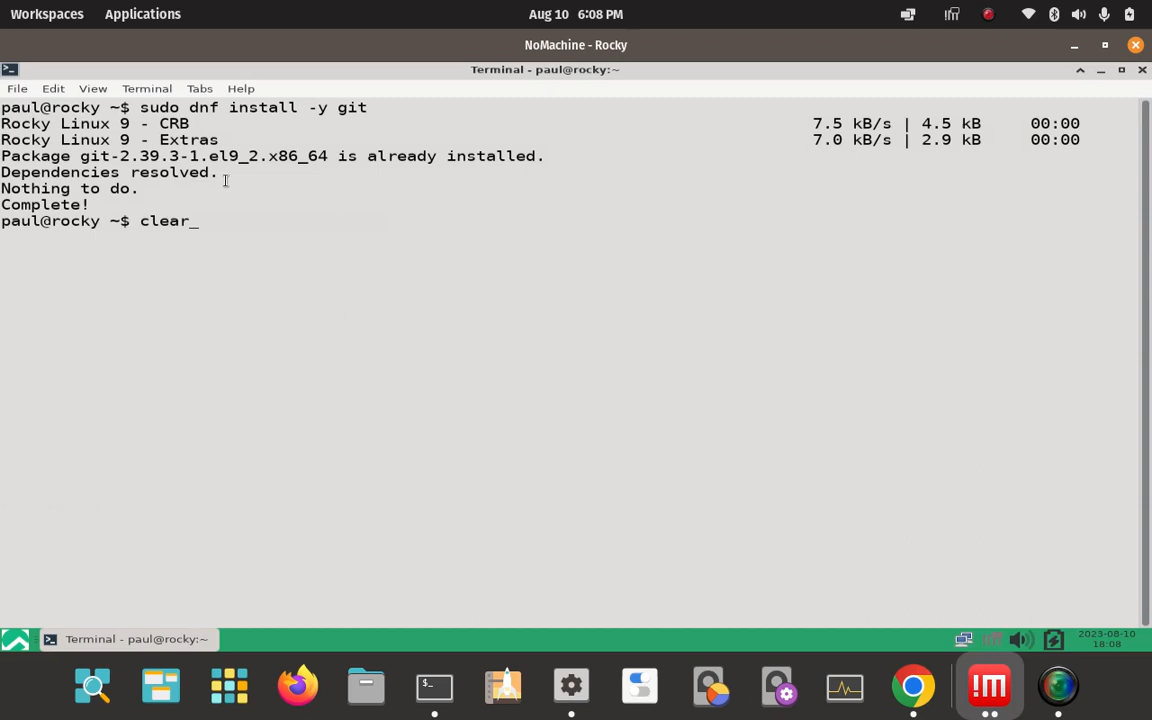 Workspaces Applications Aug 10 6:08 PM
NoMachine - Rocky
Terminal - paul@rocky:~
File Edit View Terminal Tabs Help
paul@rocky ~$ sudo dnf install -y git
Rocky Linux 9 - CRB 7.5 kB/s | 4.5 kB 00:00
Rocky Linux 9 - Extras 7.0 kB/s | 2.9 kB 00:00
Package git-2.39.3-1.el9_2.x86_64 is already installed.
Dependencies resolved.
Nothing to do.
Complete!
paul@rocky ~$ clear_
Terminal - paul@rocky:~ 2023-08-10
18:08
$_
!M